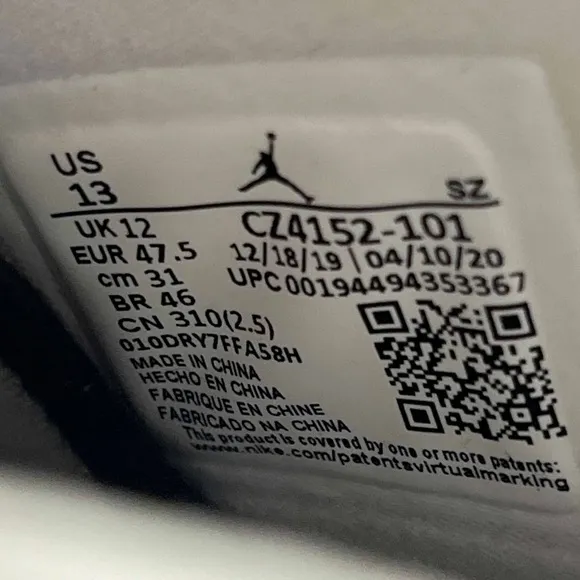 US
13
SZ
UK 12
CZ4152-101
EUR 47.5
12/18/19 \ 04/10/20
cm 31
UPC 00194494353367
BR 46
CN 310(2.5)
010DRY7FFA58H
MADE IN CHINA
HECHO EN CHINA
FABRIQUE EN CHINE
FABRICADO NA CHINA
This product is covered by one or more patents:
www.nike.com/patentsvirtualmarking